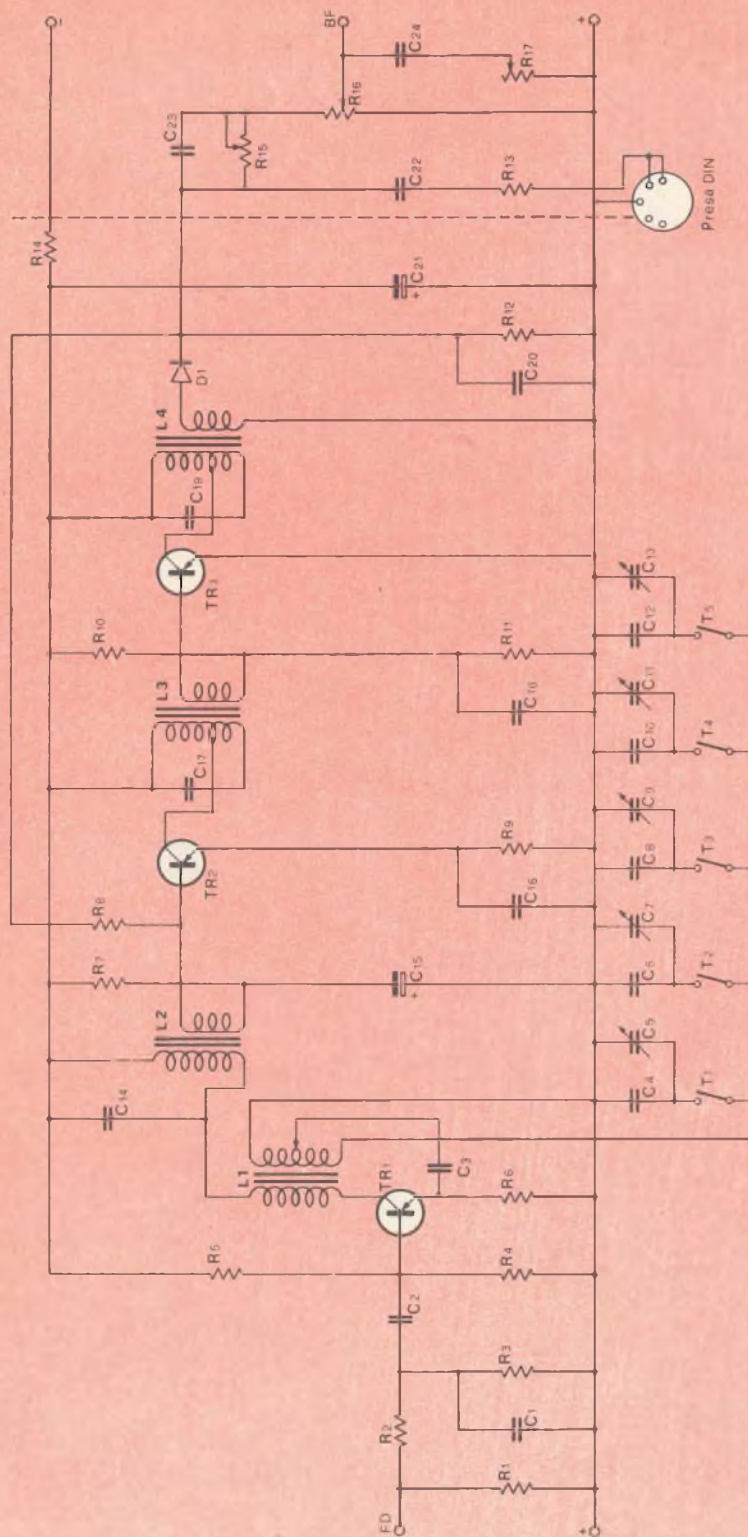 −
R14
R8
R7
R10
C14
L2
L3
L4
C23
C17
C19
D1
TR2
TR3
R5
R15
L1
BF
R16
FD
R2
C2
TR1
C3
+ C15
+ C21
C22
C24
R1
C1
R3
R4
R6
C16
R9
C18
R11
C20
R12
R13
R17
+
+
C4
C5
C6
C7
C8
C9
C10
C11
C12
C13
T1
T2
T3
T4
T5
Presa DIN